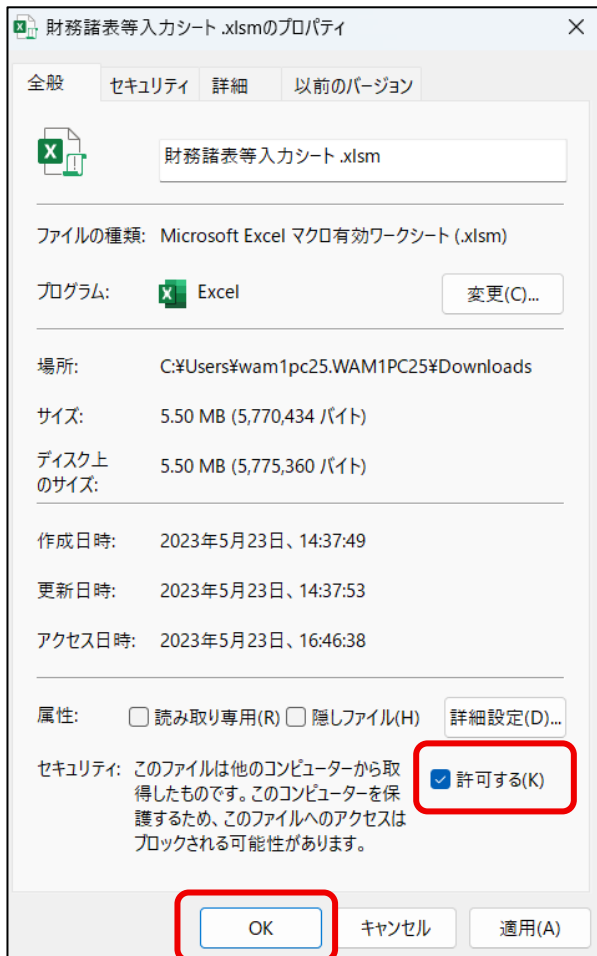 財務諸表等入力シート.xlsmのプロパティ
全般 セキュリティ 詳細 以前のバージョン
財務諸表等入力シート.xlsm
ファイルの種類: Microsoft Excel マクロ有効ワークシート (.xlsm)
プログラム: Excel 変更(C)...
場所: C:¥Users¥wam1pc25.WAM1PC25¥Downloads
サイズ: 5.50 MB (5,770,434 バイト)
ディスク上
のサイズ: 5.50 MB (5,775,360 バイト)
作成日時: 2023年5月23日、14:37:49
更新日時: 2023年5月23日、14:37:53
アクセス日時: 2023年5月23日、16:46:38
属性: 読み取り専用(R) 隠しファイル(H) 詳細設定(D)...
セキュリティ: このファイルは他のコンピューターから取 許可する(K)
得したものです。このコンピューターを保
護するため、このファイルへのアクセスは
ブロックされる可能性があります。
OK キャンセル 適用(A)